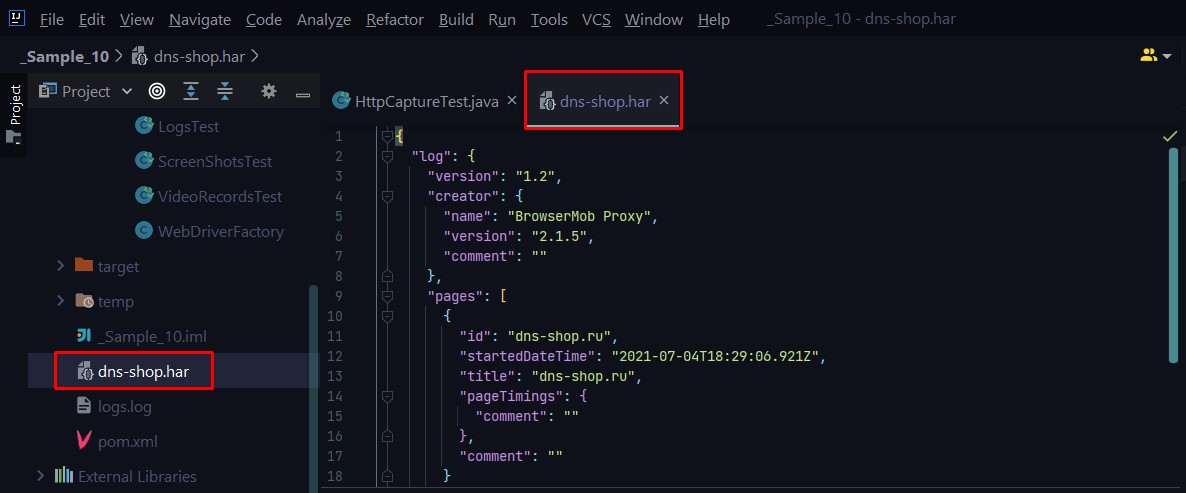 IJ File Edit View Navigate Code Analyze Refactor Build Run Tools VCS Window Help _Sample_10 - dns-shop.har
_Sample_10 dns-shop.har
Project
Project
HttpCaptureTest.java dns-shop.har
LogsTest
ScreenShotsTest
VideoRecordsTest
WebDriverFactory
target
temp
_Sample_10.iml
dns-shop.har
logs.log
pom.xml
External Libraries
1 {
2 "log": {
3 "version": "1.2",
4 "creator": {
5 "name": "BrowserMob Proxy",
6 "version": "2.1.5",
7 "comment": ""
8 },
9 "pages": [
10 {
11 "id": "dns-shop.ru",
12 "startedDateTime": "2021-07-04T18:29:06.921Z",
13 "title": "dns-shop.ru",
14 "pageTimings": {
15 "comment": ""
16 },
17 "comment": ""
18 }